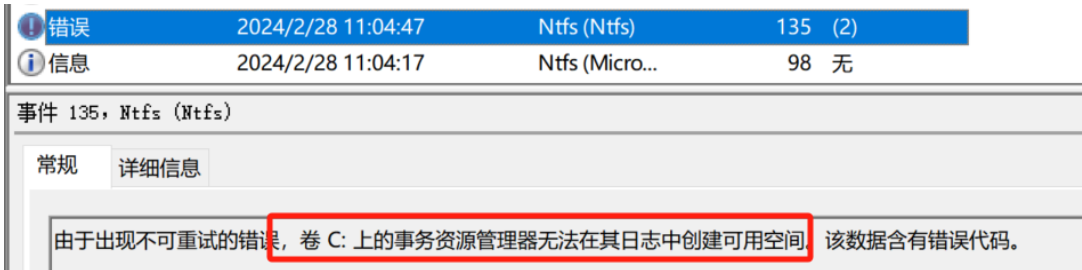 错误 2024/2/28 11:04:47 Ntfs (Ntfs) 135 (2)
信息 2024/2/28 11:04:17 Ntfs (Micro... 98 无
事件 135，Ntfs (Ntfs)
常规 详细信息
由于出现不可重试的错误，卷 C: 上的事务资源管理器无法在其日志中创建可用空间。该数据含有错误代码。